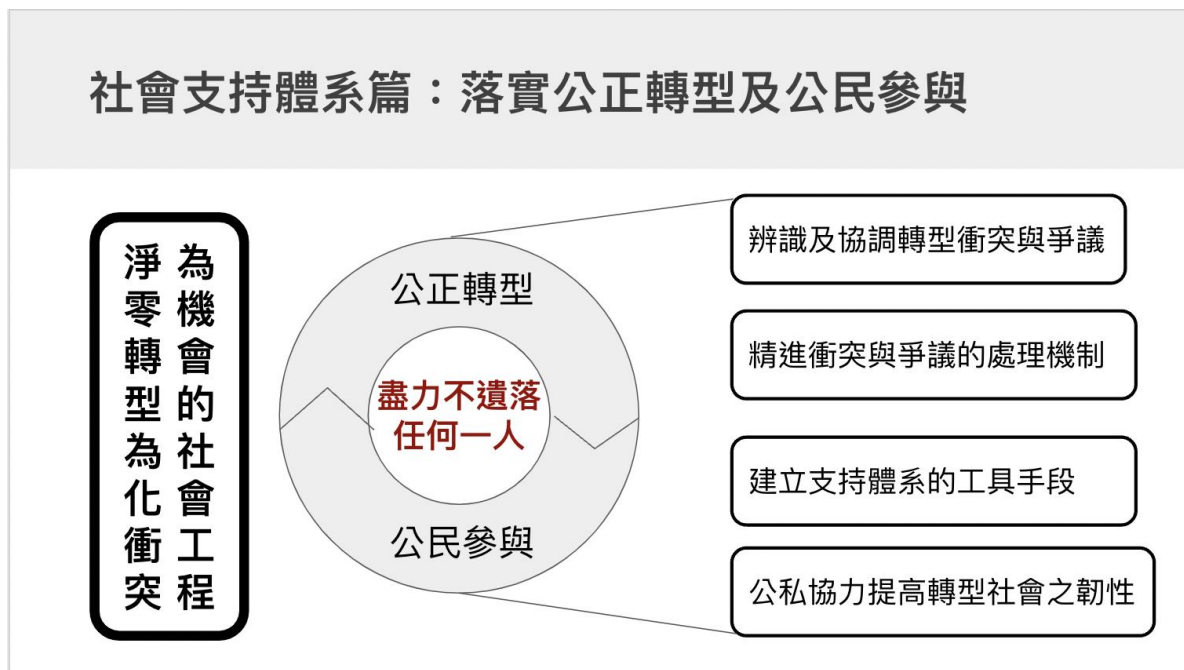 社會支持體系篇：落實公正轉型及公民參與
淨零轉型為化衝突
為機會的社會工程
公正轉型
盡力不遺落
任何一人
公民參與
辨識及協調轉型衝突與爭議
精進衝突與爭議的處理機制
建立支持體系的工具手段
公私協力提高轉型社會之韌性